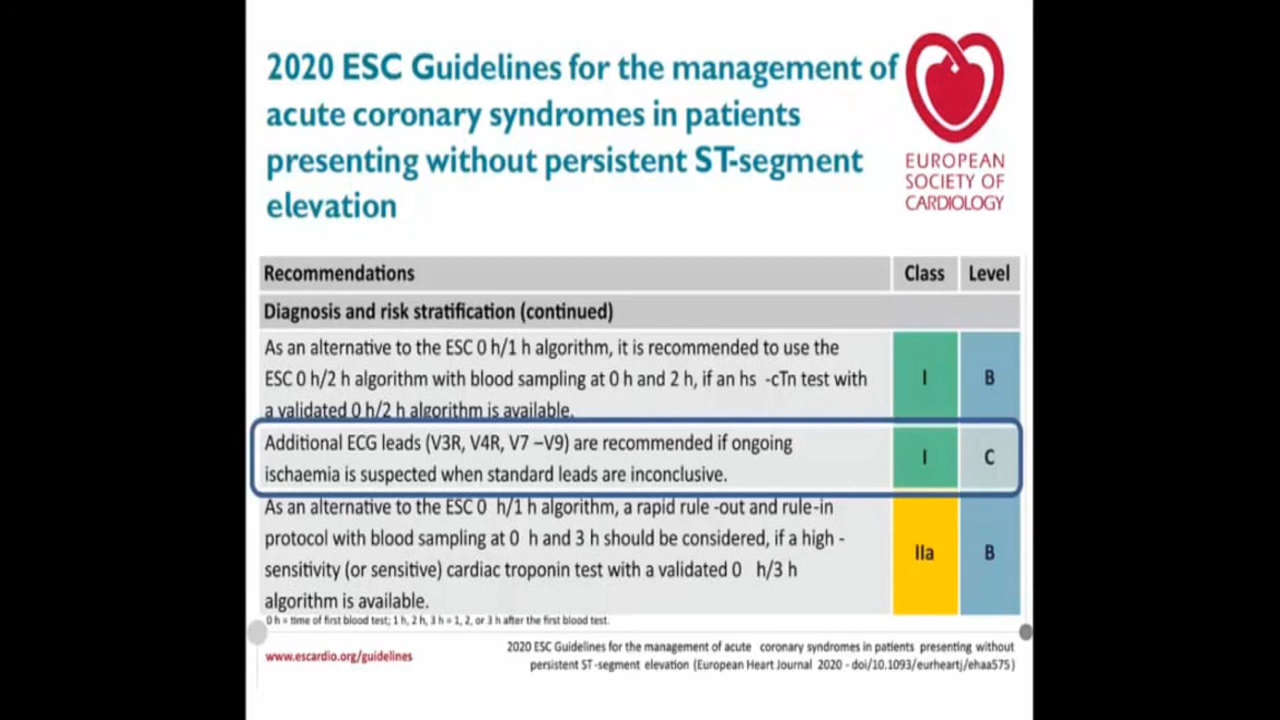 2020 ESC Guidelines for the management of
acute coronary syndromes in patients
presenting without persistent ST-segment
elevation
EUROPEAN
SOCIETY OF
CARDIOLOGY
Recommendations Class Level
Diagnosis and risk stratification (continued)
As an alternative to the ESC 0 h/1 h algorithm, it is recommended to use the
ESC 0 h/2 h algorithm with blood sampling at 0 h and 2 h, if an hs -cTn test with
a validated 0 h/2 h algorithm is available.
I B
Additional ECG leads (V3R, V4R, V7 –V9) are recommended if ongoing
ischaemia is suspected when standard leads are inconclusive.
I C
As an alternative to the ESC 0 h/1 h algorithm, a rapid rule -out and rule-in
protocol with blood sampling at 0 h and 3 h should be considered, if a high -
sensitivity (or sensitive) cardiac troponin test with a validated 0 h/3 h
algorithm is available.
IIa B
0 h = time of first blood test; 1 h, 2 h, 3 h = 1, 2, or 3 h after the first blood test.
www.escardio.org/guidelines
2020 ESC Guidelines for the management of acute coronary syndromes in patients presenting without
persistent ST -segment elevation (European Heart Journal 2020 - doi/10.1093/eurheartj/ehaa575)